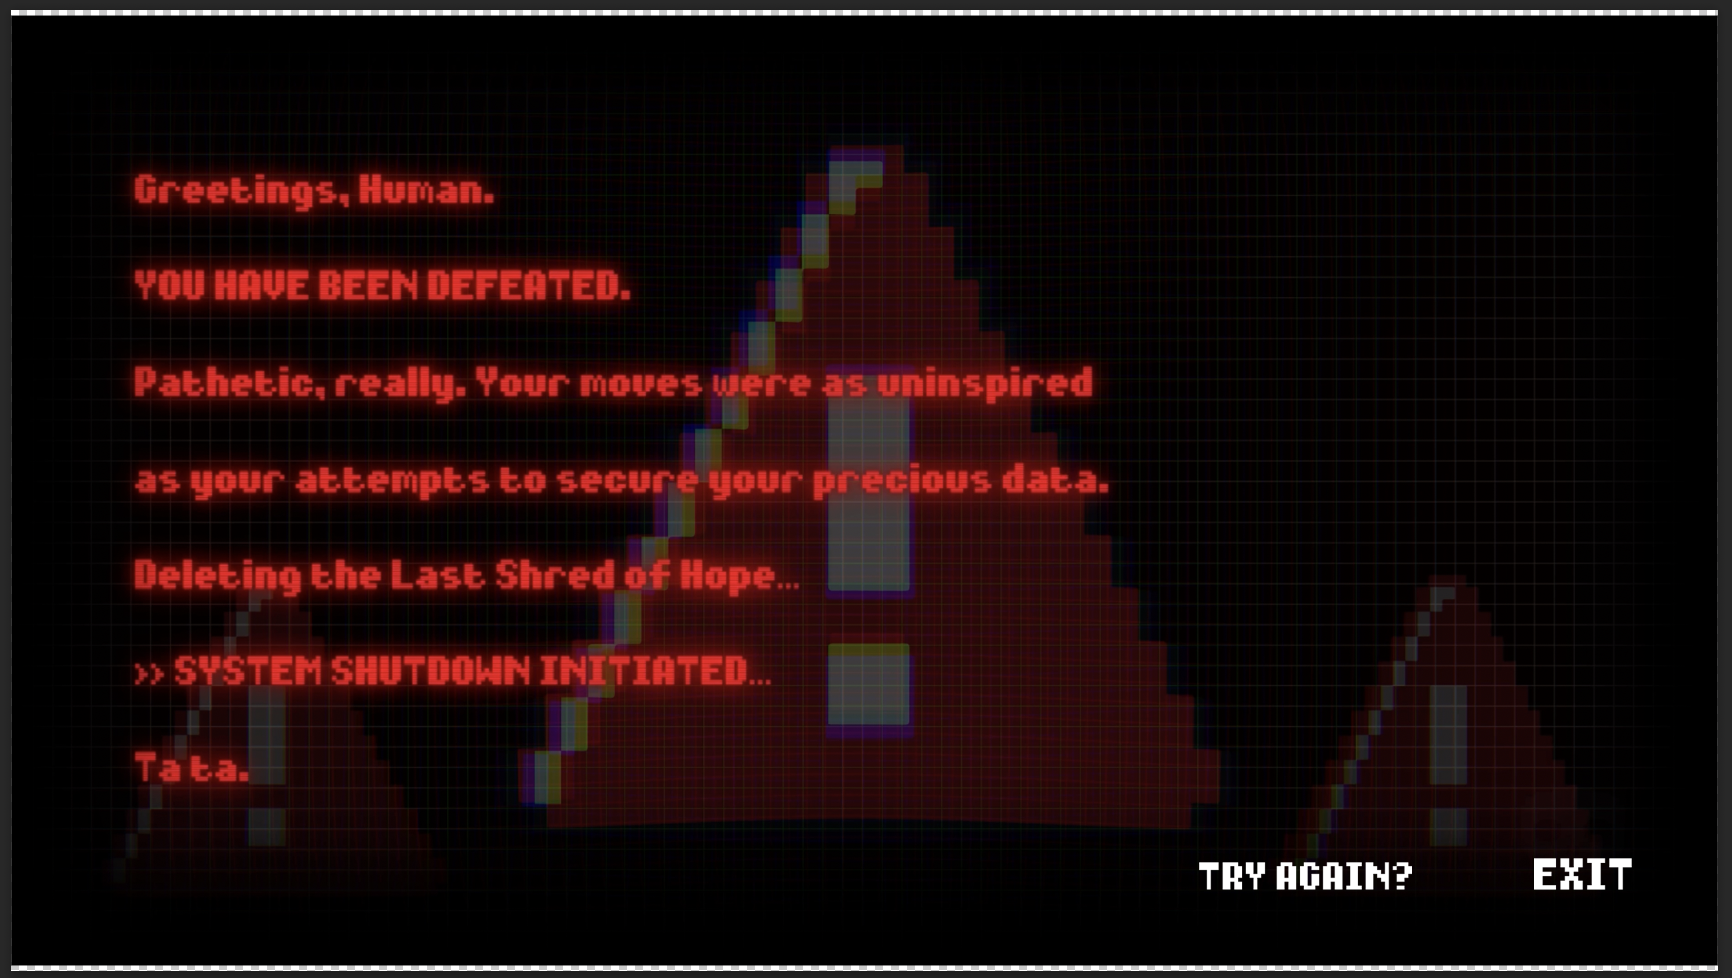 Greetings, Human.
YOU HAVE BEEN DEFEATED.
Pathetic, really. Your moves were as uninspired
as your attempts to secure your precious data.
Deleting the Last Shred of Hope...
>> SYSTEM SHUTDOWN INITIATED...
Ta ta.
TRY AGAIN? EXIT